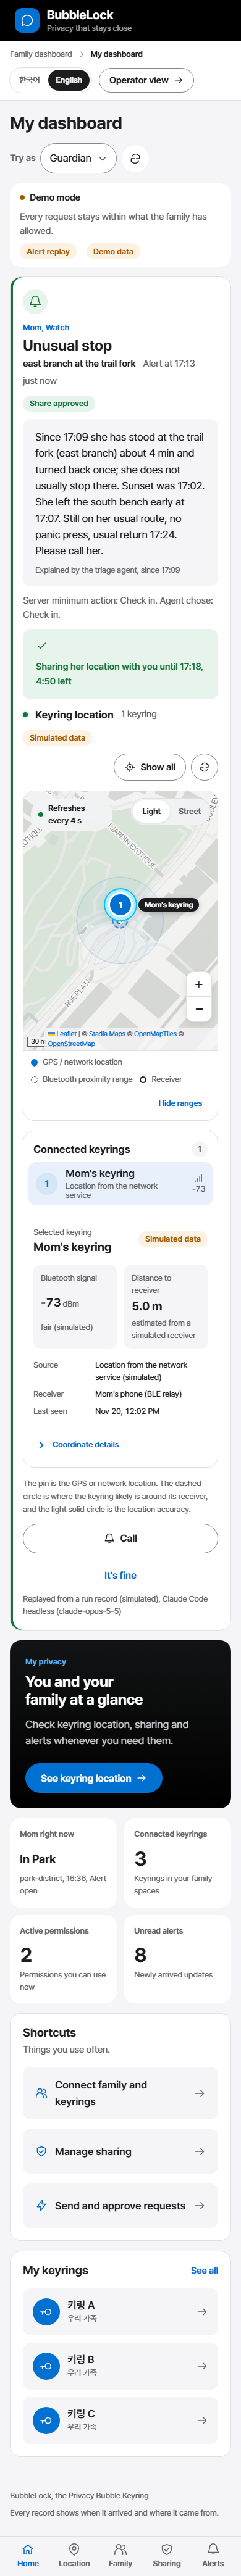 BubbleLock
Privacy that stays close
Family dashboard > My dashboard
한국어 English Operator view →
My dashboard
Try as Guardian
Demo mode
Every request stays within what the family has
allowed.
Alert replay Demo data
Mom, Watch
Unusual stop
east branch at the trail fork Alert at 17:13
just now
Share approved
Since 17:09 she has stood at the trail
fork (east branch) about 4 min and
turned back once; she does not
usually stop there. Sunset was 17:02.
She left the south bench early at
17:07. Still on her usual route, no
panic press, usual return 17:24.
Please call her.
Explained by the triage agent, since 17:09
Server minimum action: Check in. Agent chose:
Check in.
Sharing her location with you until 17:18,
4:50 left
Keyring location 1 keyring
Simulated data
Show all
Refreshes
every 4 s
Light Street
JARDIN EXOTIQUE
1 Mom's keyring
RUE PLATI
+
−
30 m
Leaflet | © Stadia Maps © OpenMapTiles ©
OpenStreetMap
GPS / network location
Bluetooth proximity range Receiver
Hide ranges
Connected keyrings 1
1 Mom's keyring
Location from the network
service
-73
Selected keyring
Mom's keyring
Simulated data
Bluetooth signal
-73 dBm
fair (simulated)
Distance to
receiver
5.0 m
estimated from a
simulated receiver
Source Location from the network
service (simulated)
Receiver Mom's phone (BLE relay)
Last seen Nov 20, 12:02 PM
Coordinate details
The pin is the GPS or network location. The dashed
circle is where the keyring likely is around its receiver,
and the light solid circle is the location accuracy.
Call
It's fine
Replayed from a run record (simulated), Claude Code
headless (claude-opus-5-5)
My privacy
You and your
family at a glance
Check keyring location, sharing and
alerts whenever you need them.
See keyring location →
Mom right now
In Park
park-district, 16:36, Alert
open
Connected keyrings
3
Keyrings in your family
spaces
Active permissions
2
Permissions you can use
now
Unread alerts
8
Newly arrived updates
Shortcuts
Things you use often.
Connect family and
keyrings
Manage sharing
Send and approve requests
My keyrings See all
키링 A
우리 가족
키링 B
우리 가족
키링 C
우리 가족
BubbleLock, the Privacy Bubble Keyring
Every record shows when it arrived and where it came from.
Home Location Family Sharing Alerts